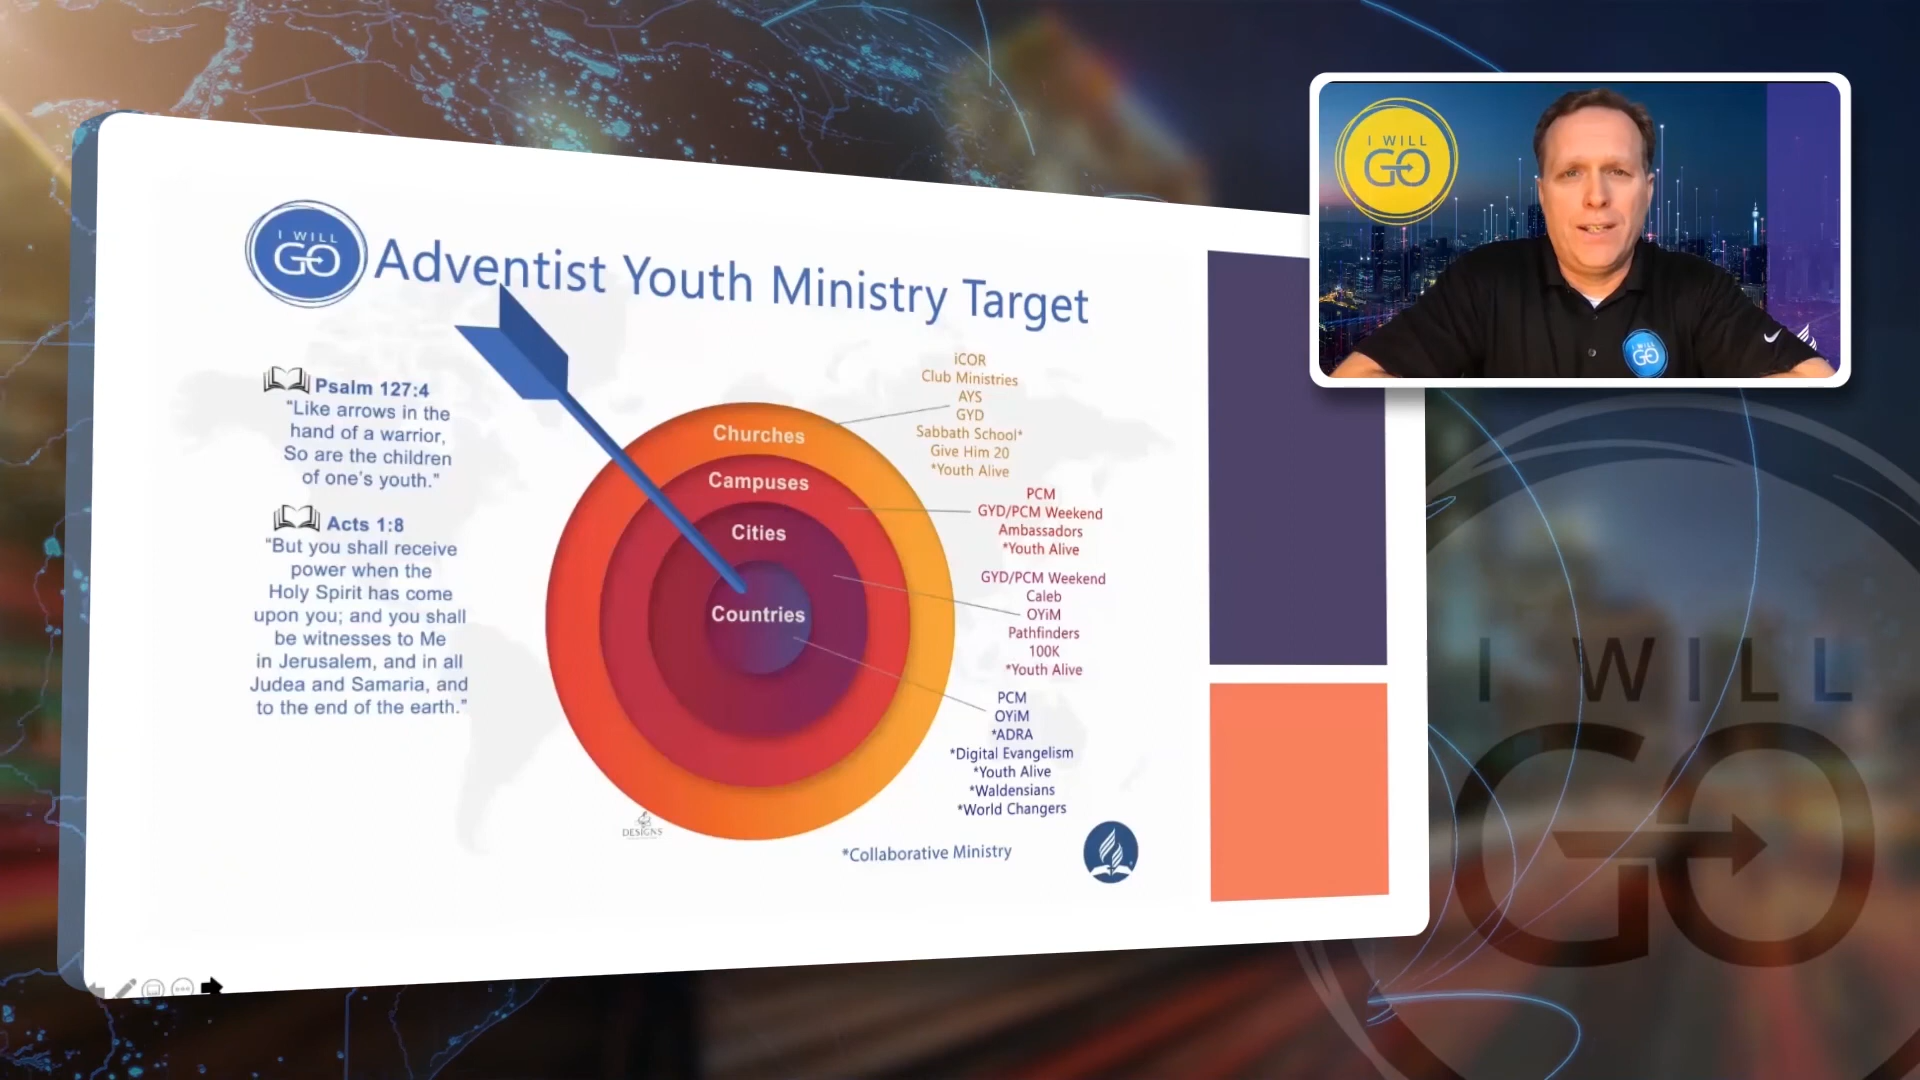 I WILL
GO
Adventist Youth Ministry Target
Psalm 127:4
“Like arrows in the
hand of a warrior,
So are the children
of one's youth.”
Acts 1:8
“But you shall receive
power when the
Holy Spirit has come
upon you; and you shall
be witnesses to Me
in Jerusalem, and in all
Judea and Samaria, and
to the end of the earth.”
Churches
Campuses
Cities
Countries
iCOR
Club Ministries
AYS
GYD
Sabbath School*
Give Him 20
*Youth Alive
PCM
GYD/PCM Weekend
Ambassadors
*Youth Alive
GYD/PCM Weekend
Caleb
OYiM
Pathfinders
100K
*Youth Alive
PCM
OYiM
*ADRA
*Digital Evangelism
*Youth Alive
*Waldensians
*World Changers
DESIGNS
*Collaborative Ministry
I WILL
GO
I WILL
GO
I WILL
GO